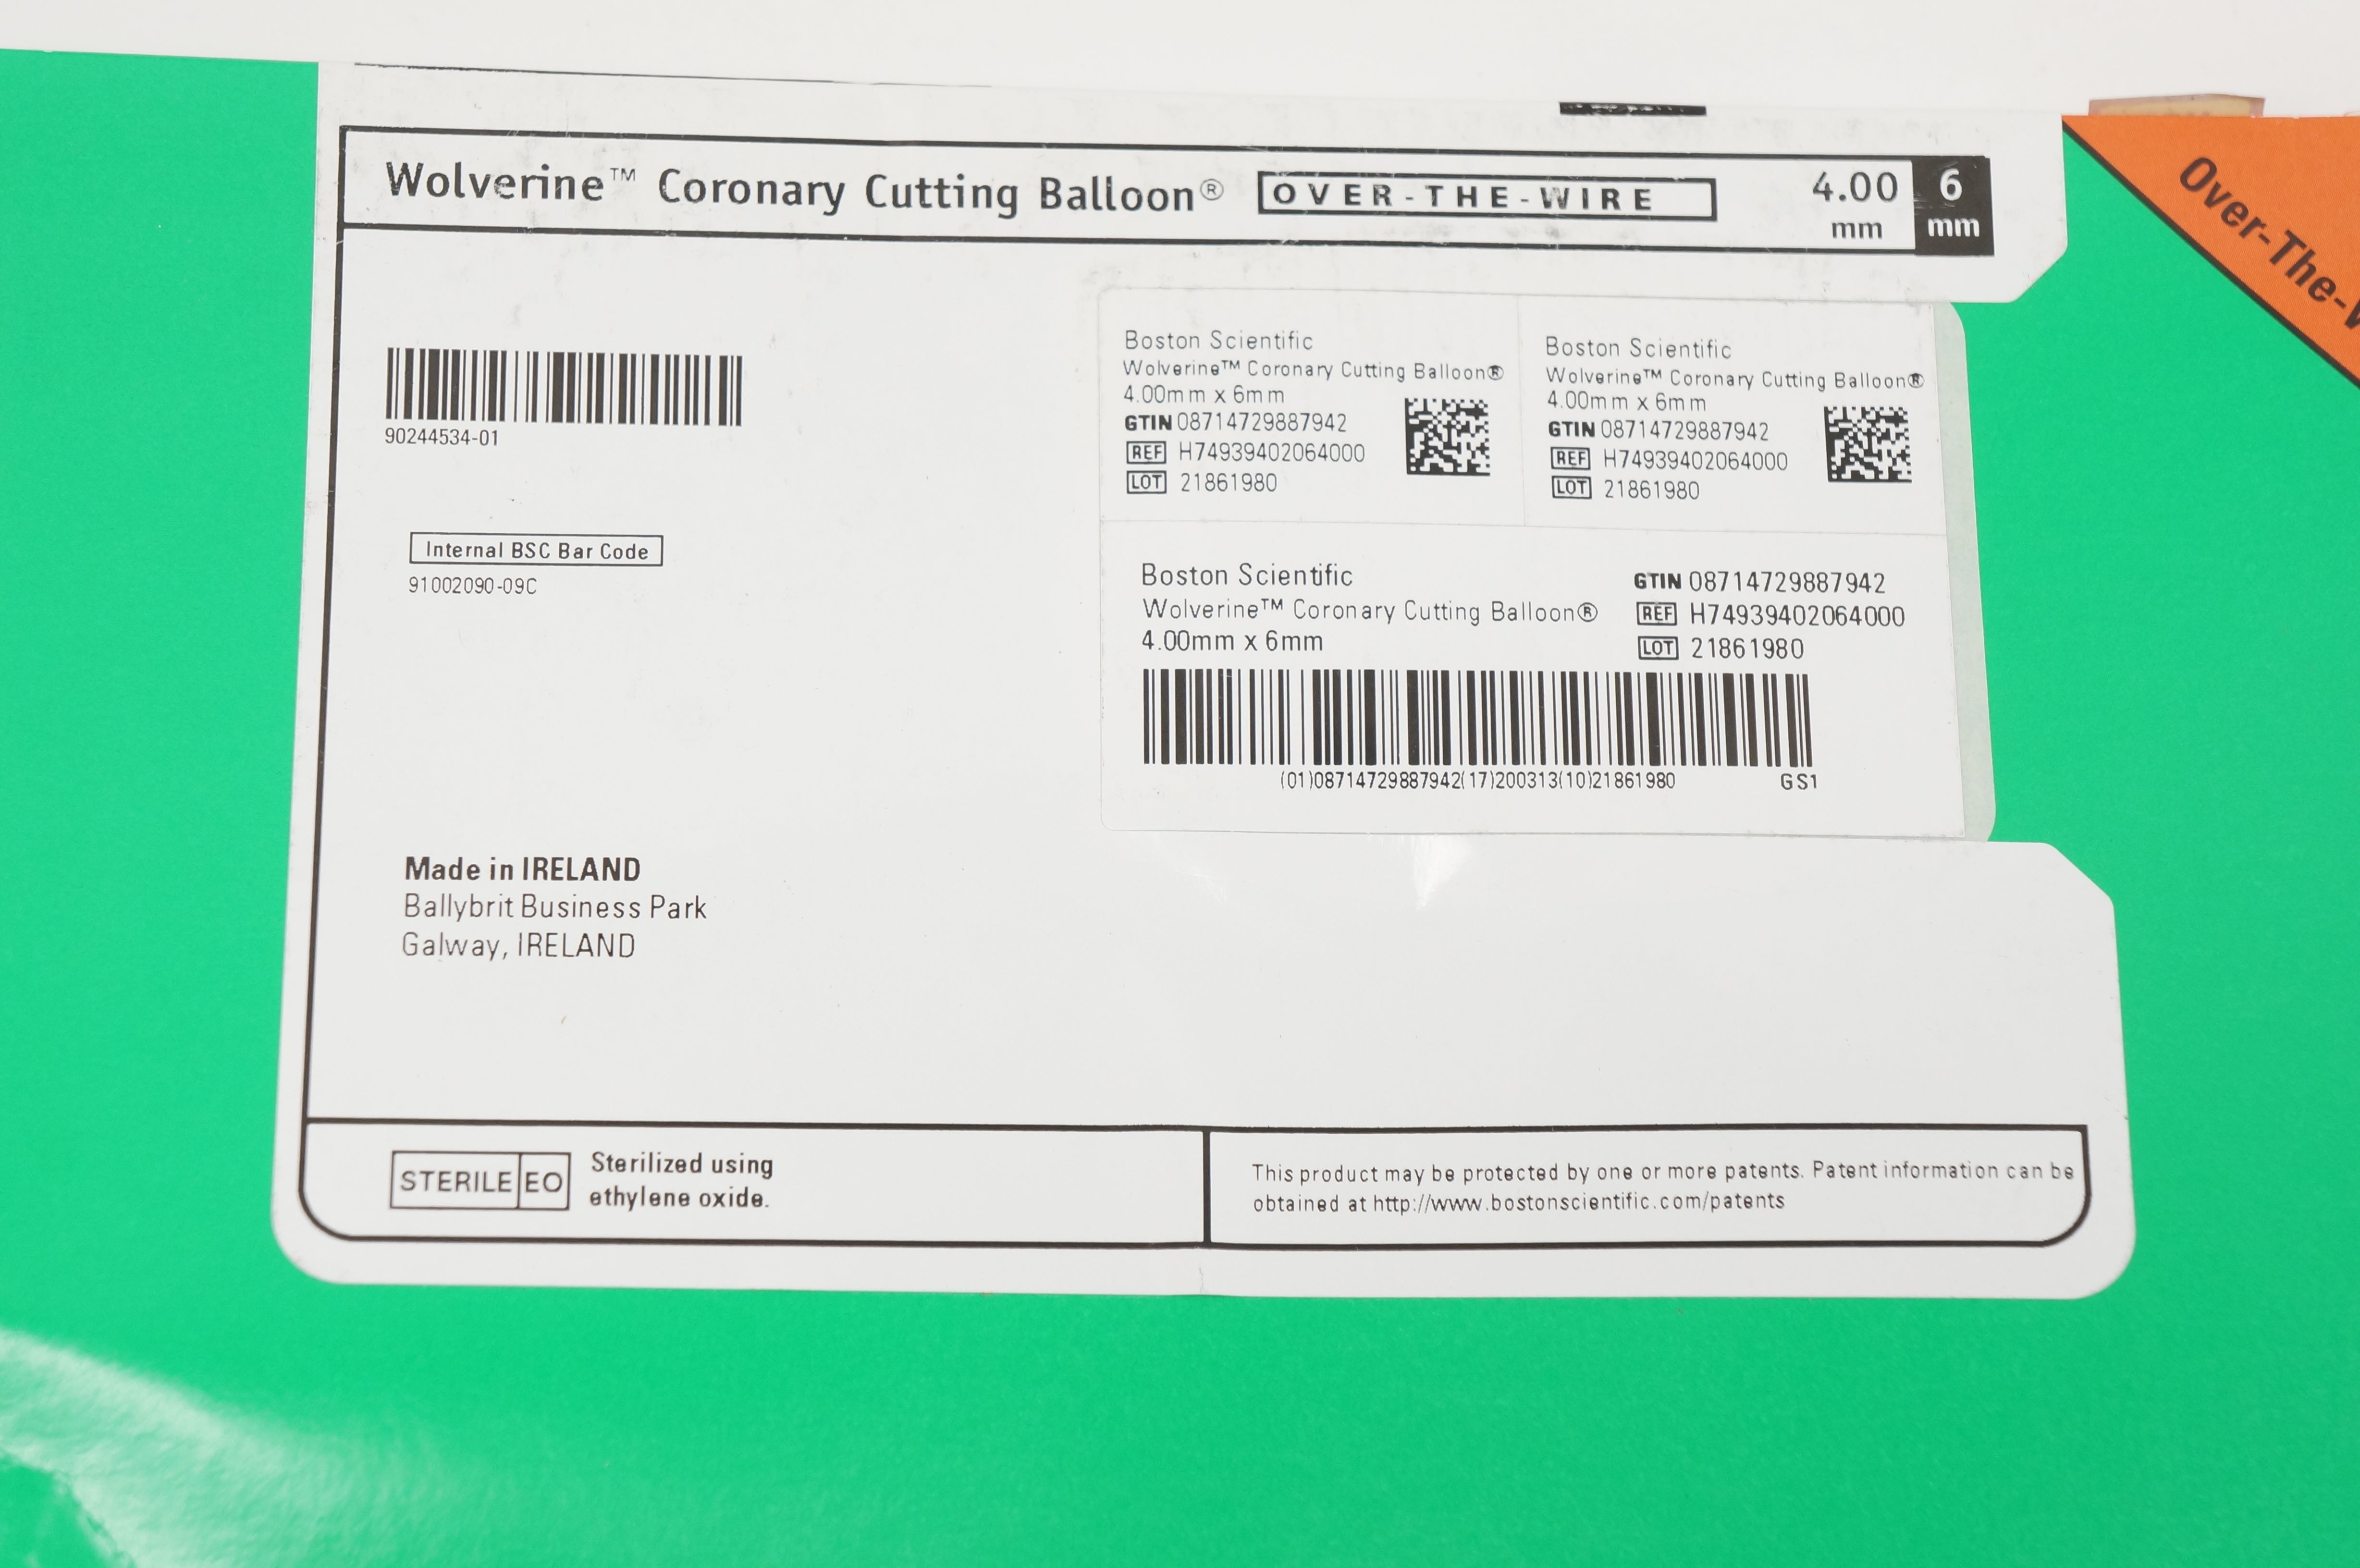 Wolverine™ Coronary Cutting Balloon® OVER-THE-WIRE 4.00 mm 6 mm
Over-The-
90244534-01
Internal BSC Bar Code
91002090-09C
Boston Scientific
Wolverine™ Coronary Cutting Balloon®
4.00mm x 6mm
GTIN 08714729887942
REF H74939402064000
LOT 21861980
Boston Scientific
Wolverine™ Coronary Cutting Balloon®
4.00mm x 6mm
GTIN 08714729887942
REF H74939402064000
LOT 21861980
Boston Scientific
Wolverine™ Coronary Cutting Balloon®
4.00mm x 6mm
GTIN 08714729887942
REF H74939402064000
LOT 21861980
(01)08714729887942(17)200313(10)21861980 GS1
Made in IRELAND
Ballybrit Business Park
Galway, IRELAND
STERILE EO
Sterilized using
ethylene oxide.
This product may be protected by one or more patents. Patent information can be
obtained at http://www.bostonscientific.com/patents